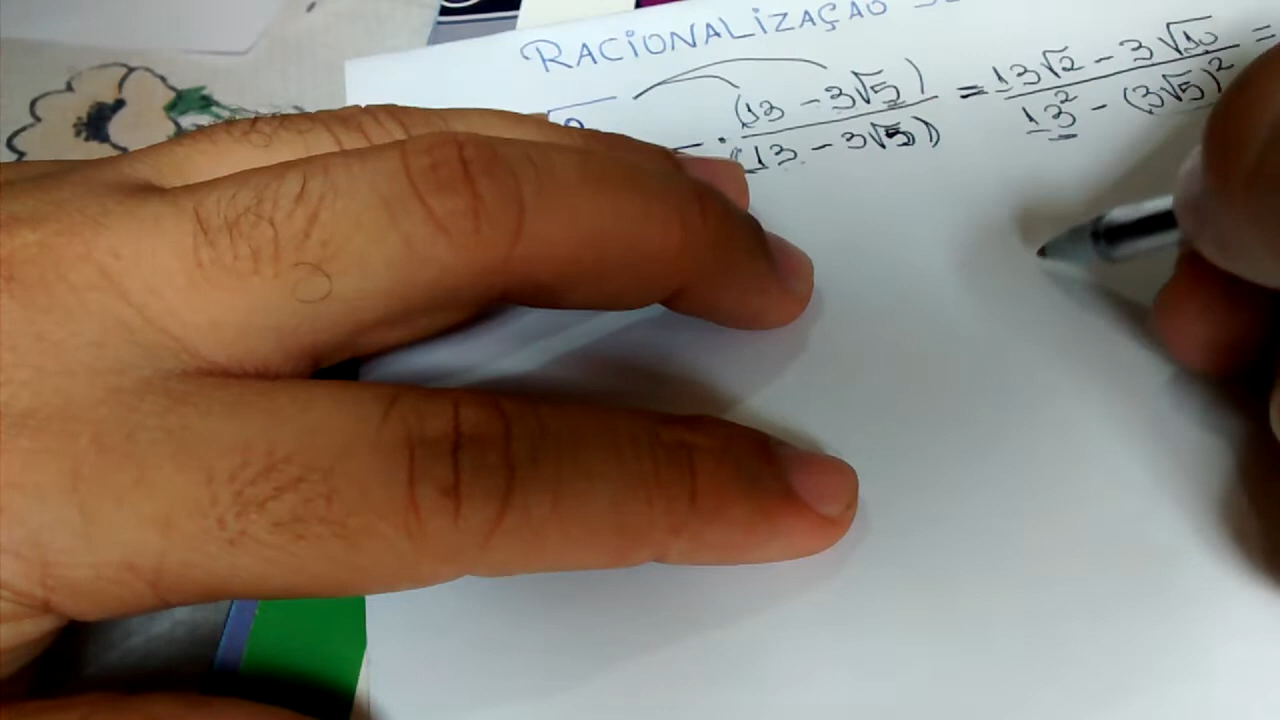 RACIONALIZAÇÃO
· (13 - 3√5) / (13 - 3√5) = 13√2 - 3√10 / 13² - (3√5)² =